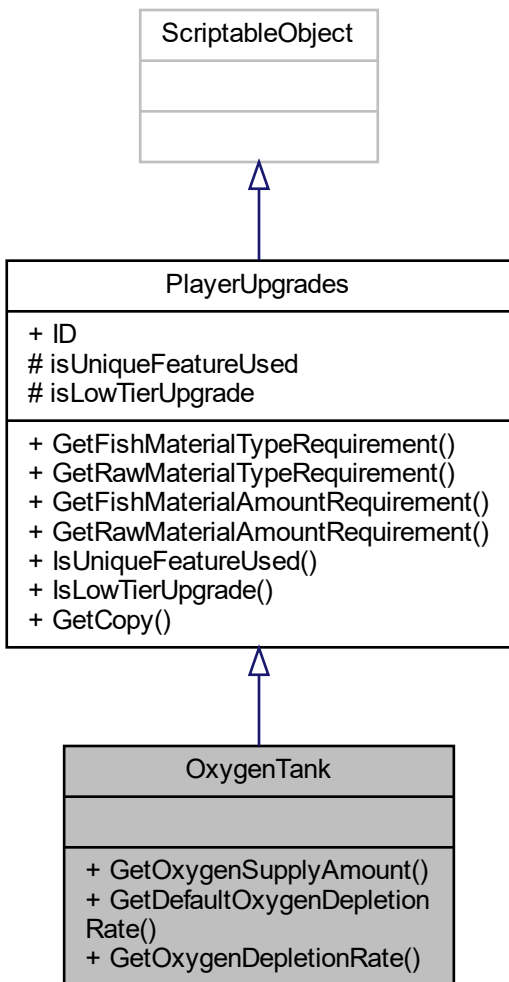 ScriptableObject
PlayerUpgrades
+ ID
# isUniqueFeatureUsed
# isLowTierUpgrade
+ GetFishMaterialTypeRequirement()
+ GetRawMaterialTypeRequirement()
+ GetFishMaterialAmountRequirement()
+ GetRawMaterialAmountRequirement()
+ IsUniqueFeatureUsed()
+ IsLowTierUpgrade()
+ GetCopy()
OxygenTank
+ GetOxygenSupplyAmount()
+ GetDefaultOxygenDepletion
Rate()
+ GetOxygenDepletionRate()